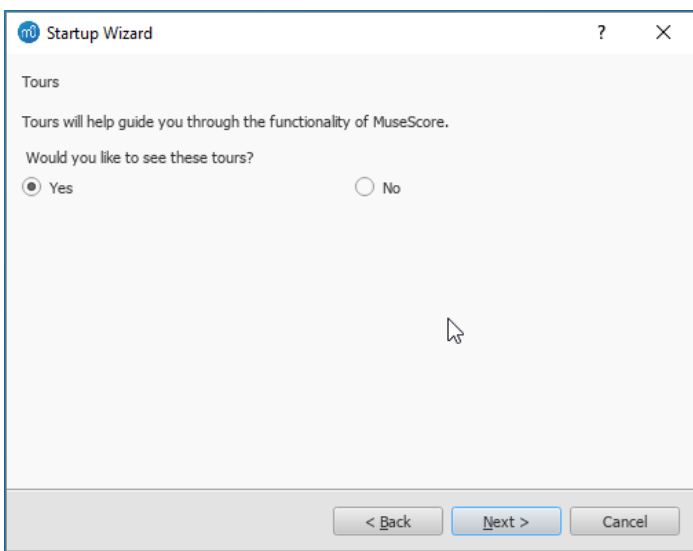 Startup Wizard ?
Tours
Tours will help guide you through the functionality of MuseScore.
Would you like to see these tours?
Yes No
< Back Next > Cancel